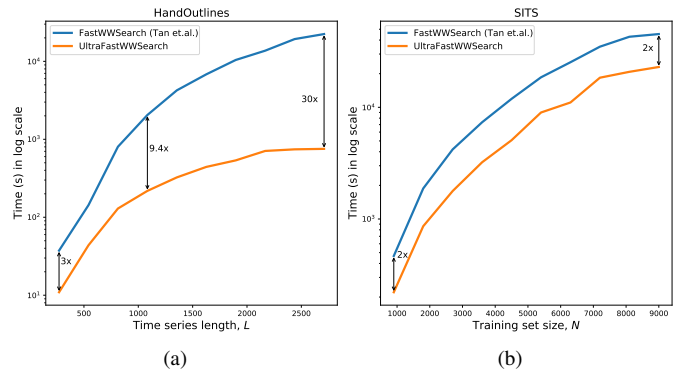 HandOutlines
FastWWSearch (Tan et.al.)
UltraFastWWSearch
10^4
10^3
10^2
10^1
Time (s) in log scale
3x
9.4x
30x
500 1000 1500 2000 2500
Time series length, L
(a)
SITS
FastWWSearch (Tan et.al.)
UltraFastWWSearch
10^4
10^3
Time (s) in log scale
2x
2x
1000 2000 3000 4000 5000 6000 7000 8000 9000
Training set size, N
(b)